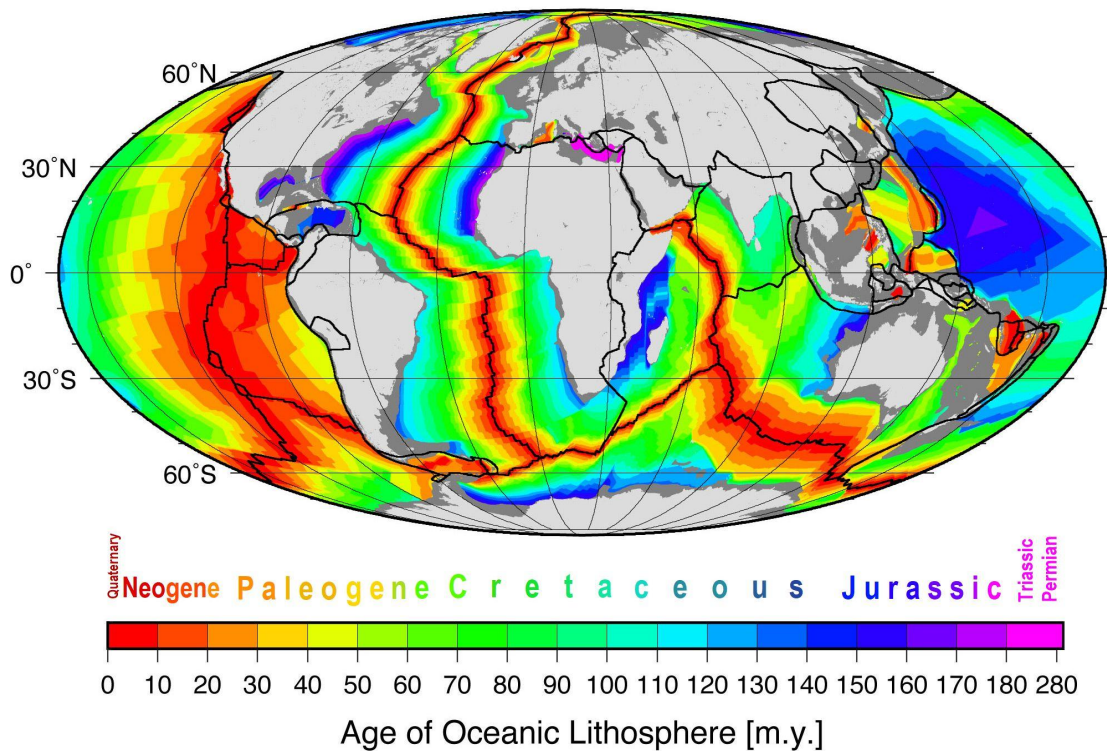 60˚N
30˚N
0˚
30˚S
60˚S
Quaternary Neogene Paleogene Cretaceous Jurassic Triassic Permian
0 10 20 30 40 50 60 70 80 90 100 110 120 130 140 150 160 170 180 280
Age of Oceanic Lithosphere [m.y.]